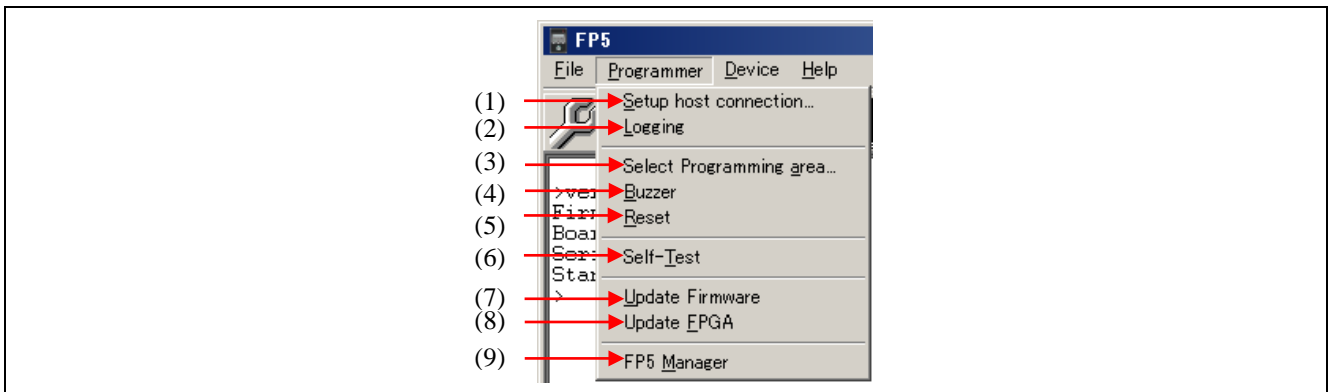 FP5
File Programmer Device Help
(1) Setup host connection...
(2) Logging
(3) Select Programming area...
(4) Buzzer
(5) Reset
(6) Self-Test
(7) Update Firmware
(8) Update FPGA
(9) FP5 Manager
>